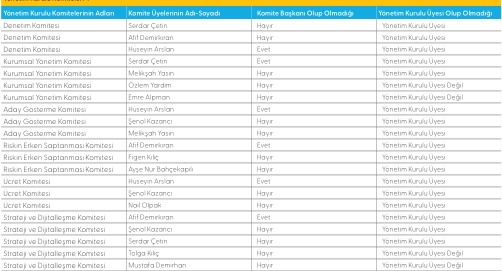 Yönetim Kurulu Komitelerinin Adları Komite Üyelerinin Adı-Soyadı Komite Başkanı Olup Olmadığı Yönetim Kurulu Üyesi Olup Olmadığı
Denetim Komitesi Serdar Çetin Hayır Yönetim Kurulu Üyesi
Denetim Komitesi Afif Demirkıran Hayır Yönetim Kurulu Üyesi
Denetim Komitesi Hüseyin Arslan Evet Yönetim Kurulu Üyesi
Kurumsal Yönetim Komitesi Serdar Çetin Evet Yönetim Kurulu Üyesi
Kurumsal Yönetim Komitesi Melikşah Yasin Hayır Yönetim Kurulu Üyesi
Kurumsal Yönetim Komitesi Özlem Yardım Hayır Yönetim Kurulu Üyesi Değil
Kurumsal Yönetim Komitesi Emre Alpman Hayır Yönetim Kurulu Üyesi Değil
Aday Gösterme Komitesi Hüseyin Arslan Evet Yönetim Kurulu Üyesi
Aday Gösterme Komitesi Şenol Kazancı Hayır Yönetim Kurulu Üyesi
Aday Gösterme Komitesi Melikşah Yasin Hayır Yönetim Kurulu Üyesi
Riskin Erken Saptanması Komitesi Afif Demirkıran Evet Yönetim Kurulu Üyesi
Riskin Erken Saptanması Komitesi Figen Kılıç Hayır Yönetim Kurulu Üyesi
Riskin Erken Saptanması Komitesi Ayşe Nur Bahçekapılı Hayır Yönetim Kurulu Üyesi
Ücret Komitesi Hüseyin Arslan Evet Yönetim Kurulu Üyesi
Ücret Komitesi Şenol Kazancı Hayır Yönetim Kurulu Üyesi
Ücret Komitesi Nail Olpak Hayır Yönetim Kurulu Üyesi
Strateji ve Dijitalleşme Komitesi Afif Demirkıran Evet Yönetim Kurulu Üyesi
Strateji ve Dijitalleşme Komitesi Şenol Kazancı Hayır Yönetim Kurulu Üyesi
Strateji ve Dijitalleşme Komitesi Serdar Çetin Hayır Yönetim Kurulu Üyesi
Strateji ve Dijitalleşme Komitesi Tolga Kılıç Hayır Yönetim Kurulu Üyesi Değil
Strateji ve Dijitalleşme Komitesi Mustafa Demirhan Hayır Yönetim Kurulu Üyesi Değil